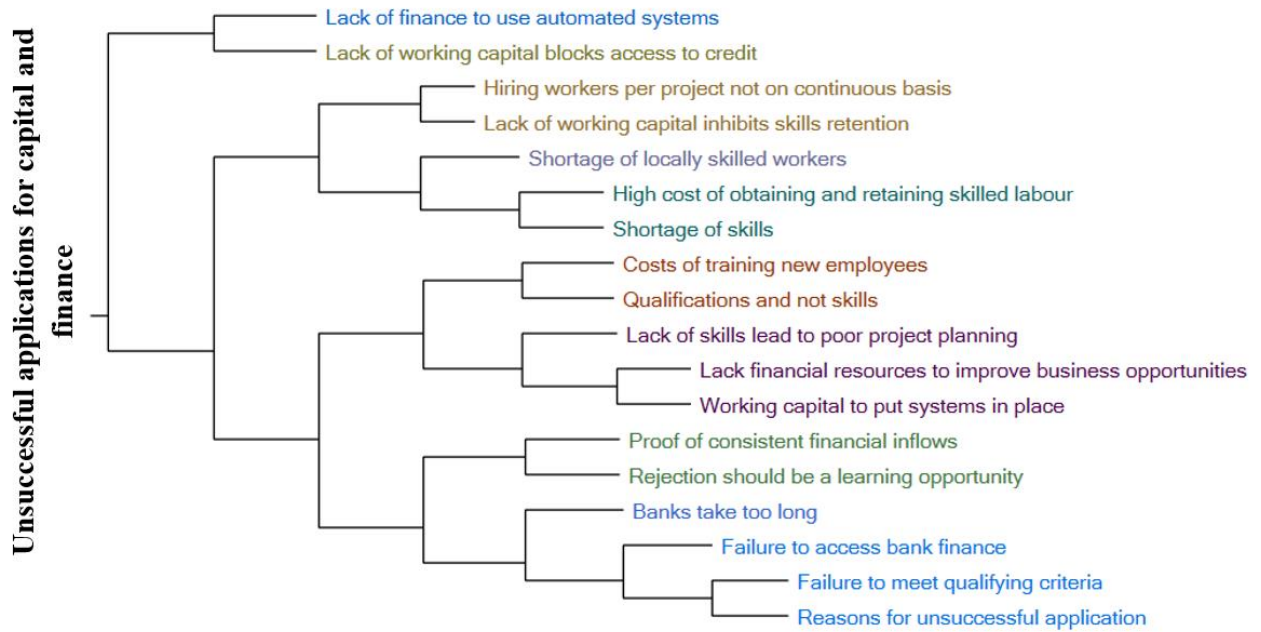 Unsuccessful applications for capital and
finance
Lack of finance to use automated systems
Lack of working capital blocks access to credit
Hiring workers per project not on continuous basis
Lack of working capital inhibits skills retention
Shortage of locally skilled workers
High cost of obtaining and retaining skilled labour
Shortage of skills
Costs of training new employees
Qualifications and not skills
Lack of skills lead to poor project planning
Lack financial resources to improve business opportunities
Working capital to put systems in place
Proof of consistent financial inflows
Rejection should be a learning opportunity
Banks take too long
Failure to access bank finance
Failure to meet qualifying criteria
Reasons for unsuccessful application